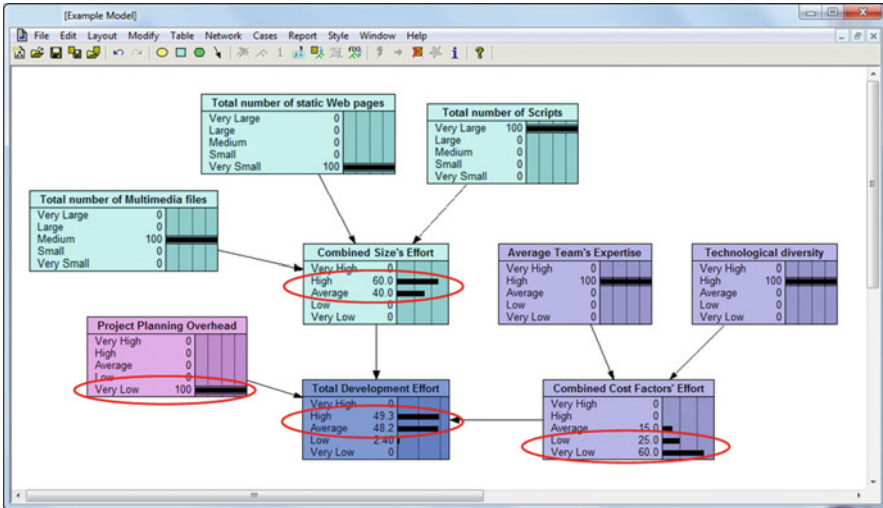 [Example Model]
File Edit Layout Modify Table Network Cases Report Style Window Help
Total number of static Web pages
Very Large 0
Large 0
Medium 0
Small 0
Very Small 100
Total number of Scripts
Very Large 100
Large 0
Medium 0
Small 0
Very Small 0
Total number of Multimedia files
Very Large 0
Large 0
Medium 100
Small 0
Very Small 0
Combined Size's Effort
Very High 0
High 60.0
Average 40.0
Low 0
Very Low 0
Average Team's Expertise
Very High 0
High 100
Average 0
Low 0
Very Low 0
Technological diversity
Very High 0
High 100
Average 0
Low 0
Very Low 0
Project Planning Overhead
Very High 0
High 0
Average 0
Low 0
Very Low 100
Total Development Effort
Very High 0
High 49.3
Average 48.2
Low 2.40
Very Low 0
Combined Cost Factors' Effort
Very High 0
High 0
Average 15.0
Low 25.0
Very Low 60.0